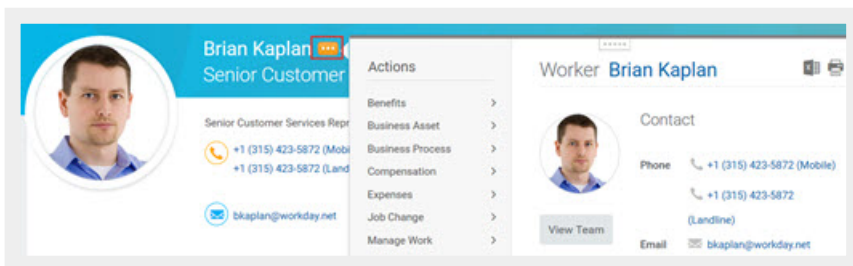 Brian Kaplan
Senior Customer
Senior Customer Services Repr
+1 (315) 423-5872 (Mobi
+1 (315) 423-5872 (Land
bkaplan@workday.net
Actions
Benefits
Business Asset
Business Process
Compensation
Expenses
Job Change
Manage Work
Worker Brian Kaplan
Contact
Phone +1 (315) 423-5872 (Mobile)
+1 (315) 423-5872
(Landline)
View Team
Email bkaplan@workday.net